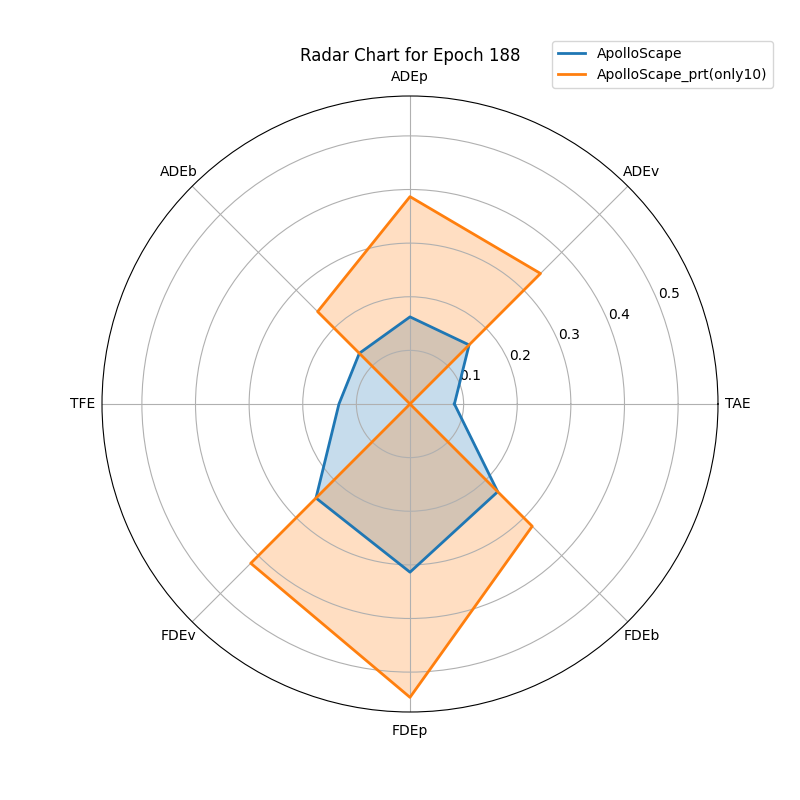 Radar Chart for Epoch 188
ApolloScape
ApolloScape_prt(only10)
ADEp
ADEb
ADEv
0.5
0.4
0.3
0.2
0.1
TFE
TAE
FDEv
FDEb
FDEp